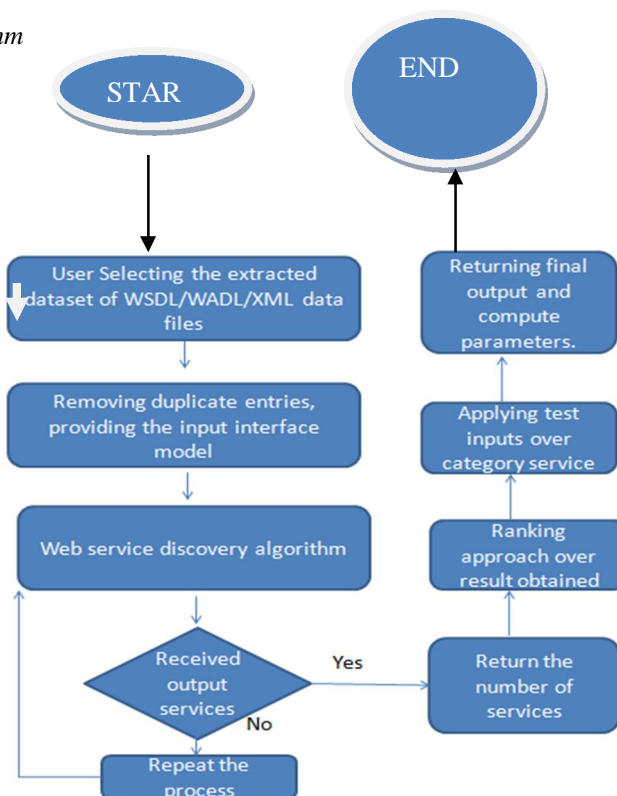 STAR
END
User Selecting the extracted
dataset of WSDL/WADL/XML data
files
Removing duplicate entries,
providing the input interface
model
Web service discovery algorithm
Received
output
services
Yes
No
Repeat the
process
Return the
number of
services
Ranking
approach over
result obtained
Applying test
inputs over
category service
Returning final
output and
compute
parameters.